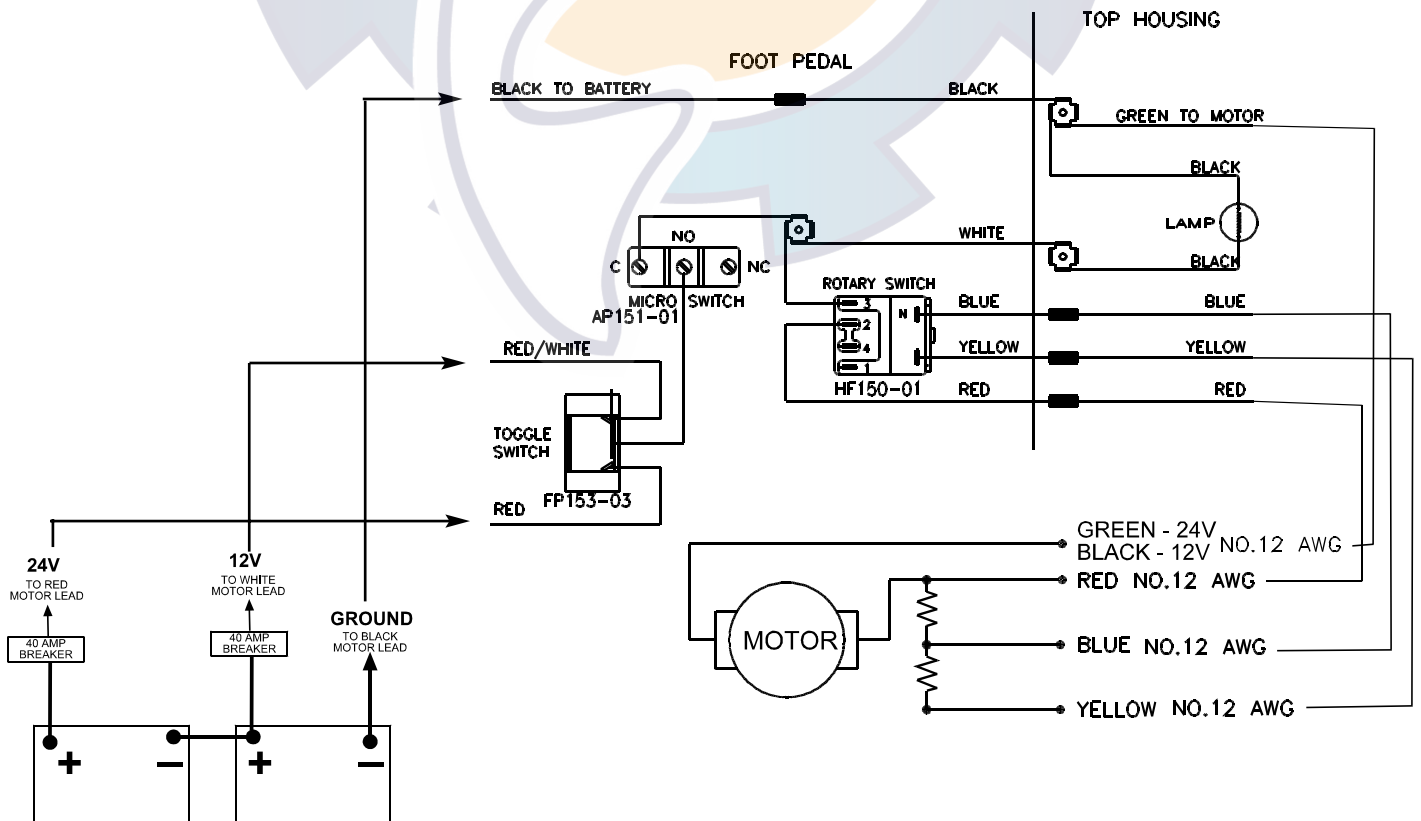 TOP HOUSING
FOOT PEDAL
BLACK TO BATTERY
BLACK
GREEN TO MOTOR
BLACK
LAMP
BLACK
NO
C
NC
WHITE
MICRO SWITCH
AP151-01
ROTARY SWITCH
3
2
4
1
N
BLUE
BLUE
YELLOW
YELLOW
HF150-01
RED
RED
RED/WHITE
TOGGLE
SWITCH
FP153-03
RED
24V
TO RED
MOTOR LEAD
40 AMP
BREAKER
12V
TO WHITE
MOTOR LEAD
40 AMP
BREAKER
GROUND
TO BLACK
MOTOR LEAD
+
−
+
−
MOTOR
GREEN - 24V
BLACK - 12V NO.12 AWG
RED NO.12 AWG
BLUE NO.12 AWG
YELLOW NO.12 AWG